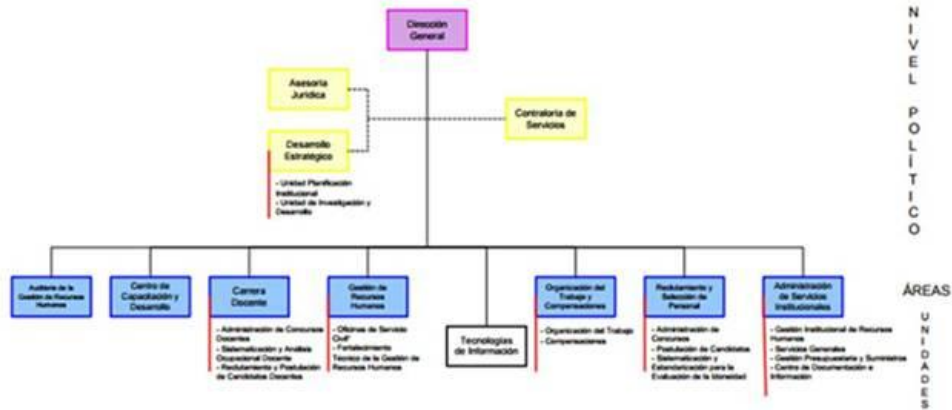 Dirección
General
Asesoría
Jurídica
Contraloría de
Servicios
Desarrollo
Estratégico
- Unidad Planificación
Institucional
- Unidad de Investigación y
Desarrollo
NIVEL POLÍTICO
Auditoría de la
Gestión de Recursos
Humanos
Centro de
Capacitación y
Desarrollo
Carrera
Docente
- Administración de Concursos
Docentes
- Sistematización y Análisis
Ocupacional Docente
- Reclutamiento y Postulación
de Candidatos Docentes
Gestión de
Recursos
Humanos
- Oficinas de Servicio
Civil"
- Fortalecimiento
Técnico de la Gestión de
Recursos Humanos
Tecnologías
de Información
Organización del
Trabajo y
Compensaciones
- Organización del Trabajo
- Compensaciones
Reclutamiento y
Selección de
Personal
- Administración de
Concursos
- Postulación de Candidatos
- Sistematización y
Estandarización para la
Evaluación de la Idoneidad
Administración
de Servicios
Institucionales
- Gestión Institucional de Recursos
Humanos
- Servicios Generales
- Gestión Presupuestaria y Suministros
- Centro de Documentación e
Información
ÁREAS
UNIDADES